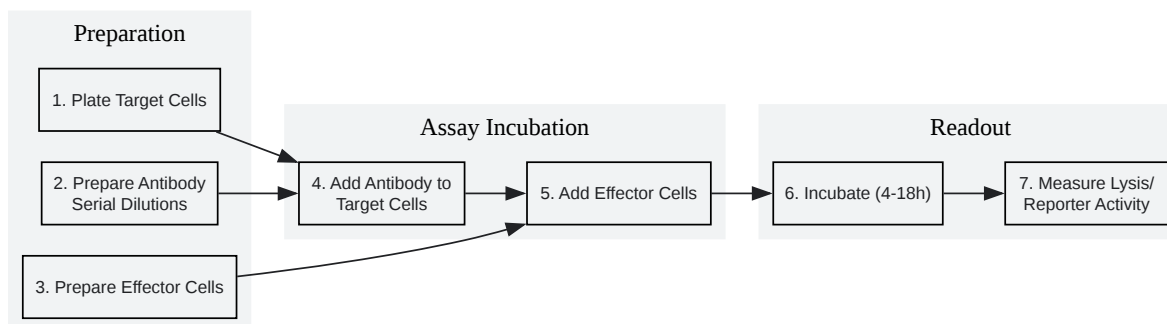 Preparation
1. Plate Target Cells
2. Prepare Antibody
Serial Dilutions
3. Prepare Effector Cells
Assay Incubation
4. Add Antibody to
Target Cells
5. Add Effector Cells
Readout
6. Incubate (4-18h)
7. Measure Lysis/
Reporter Activity